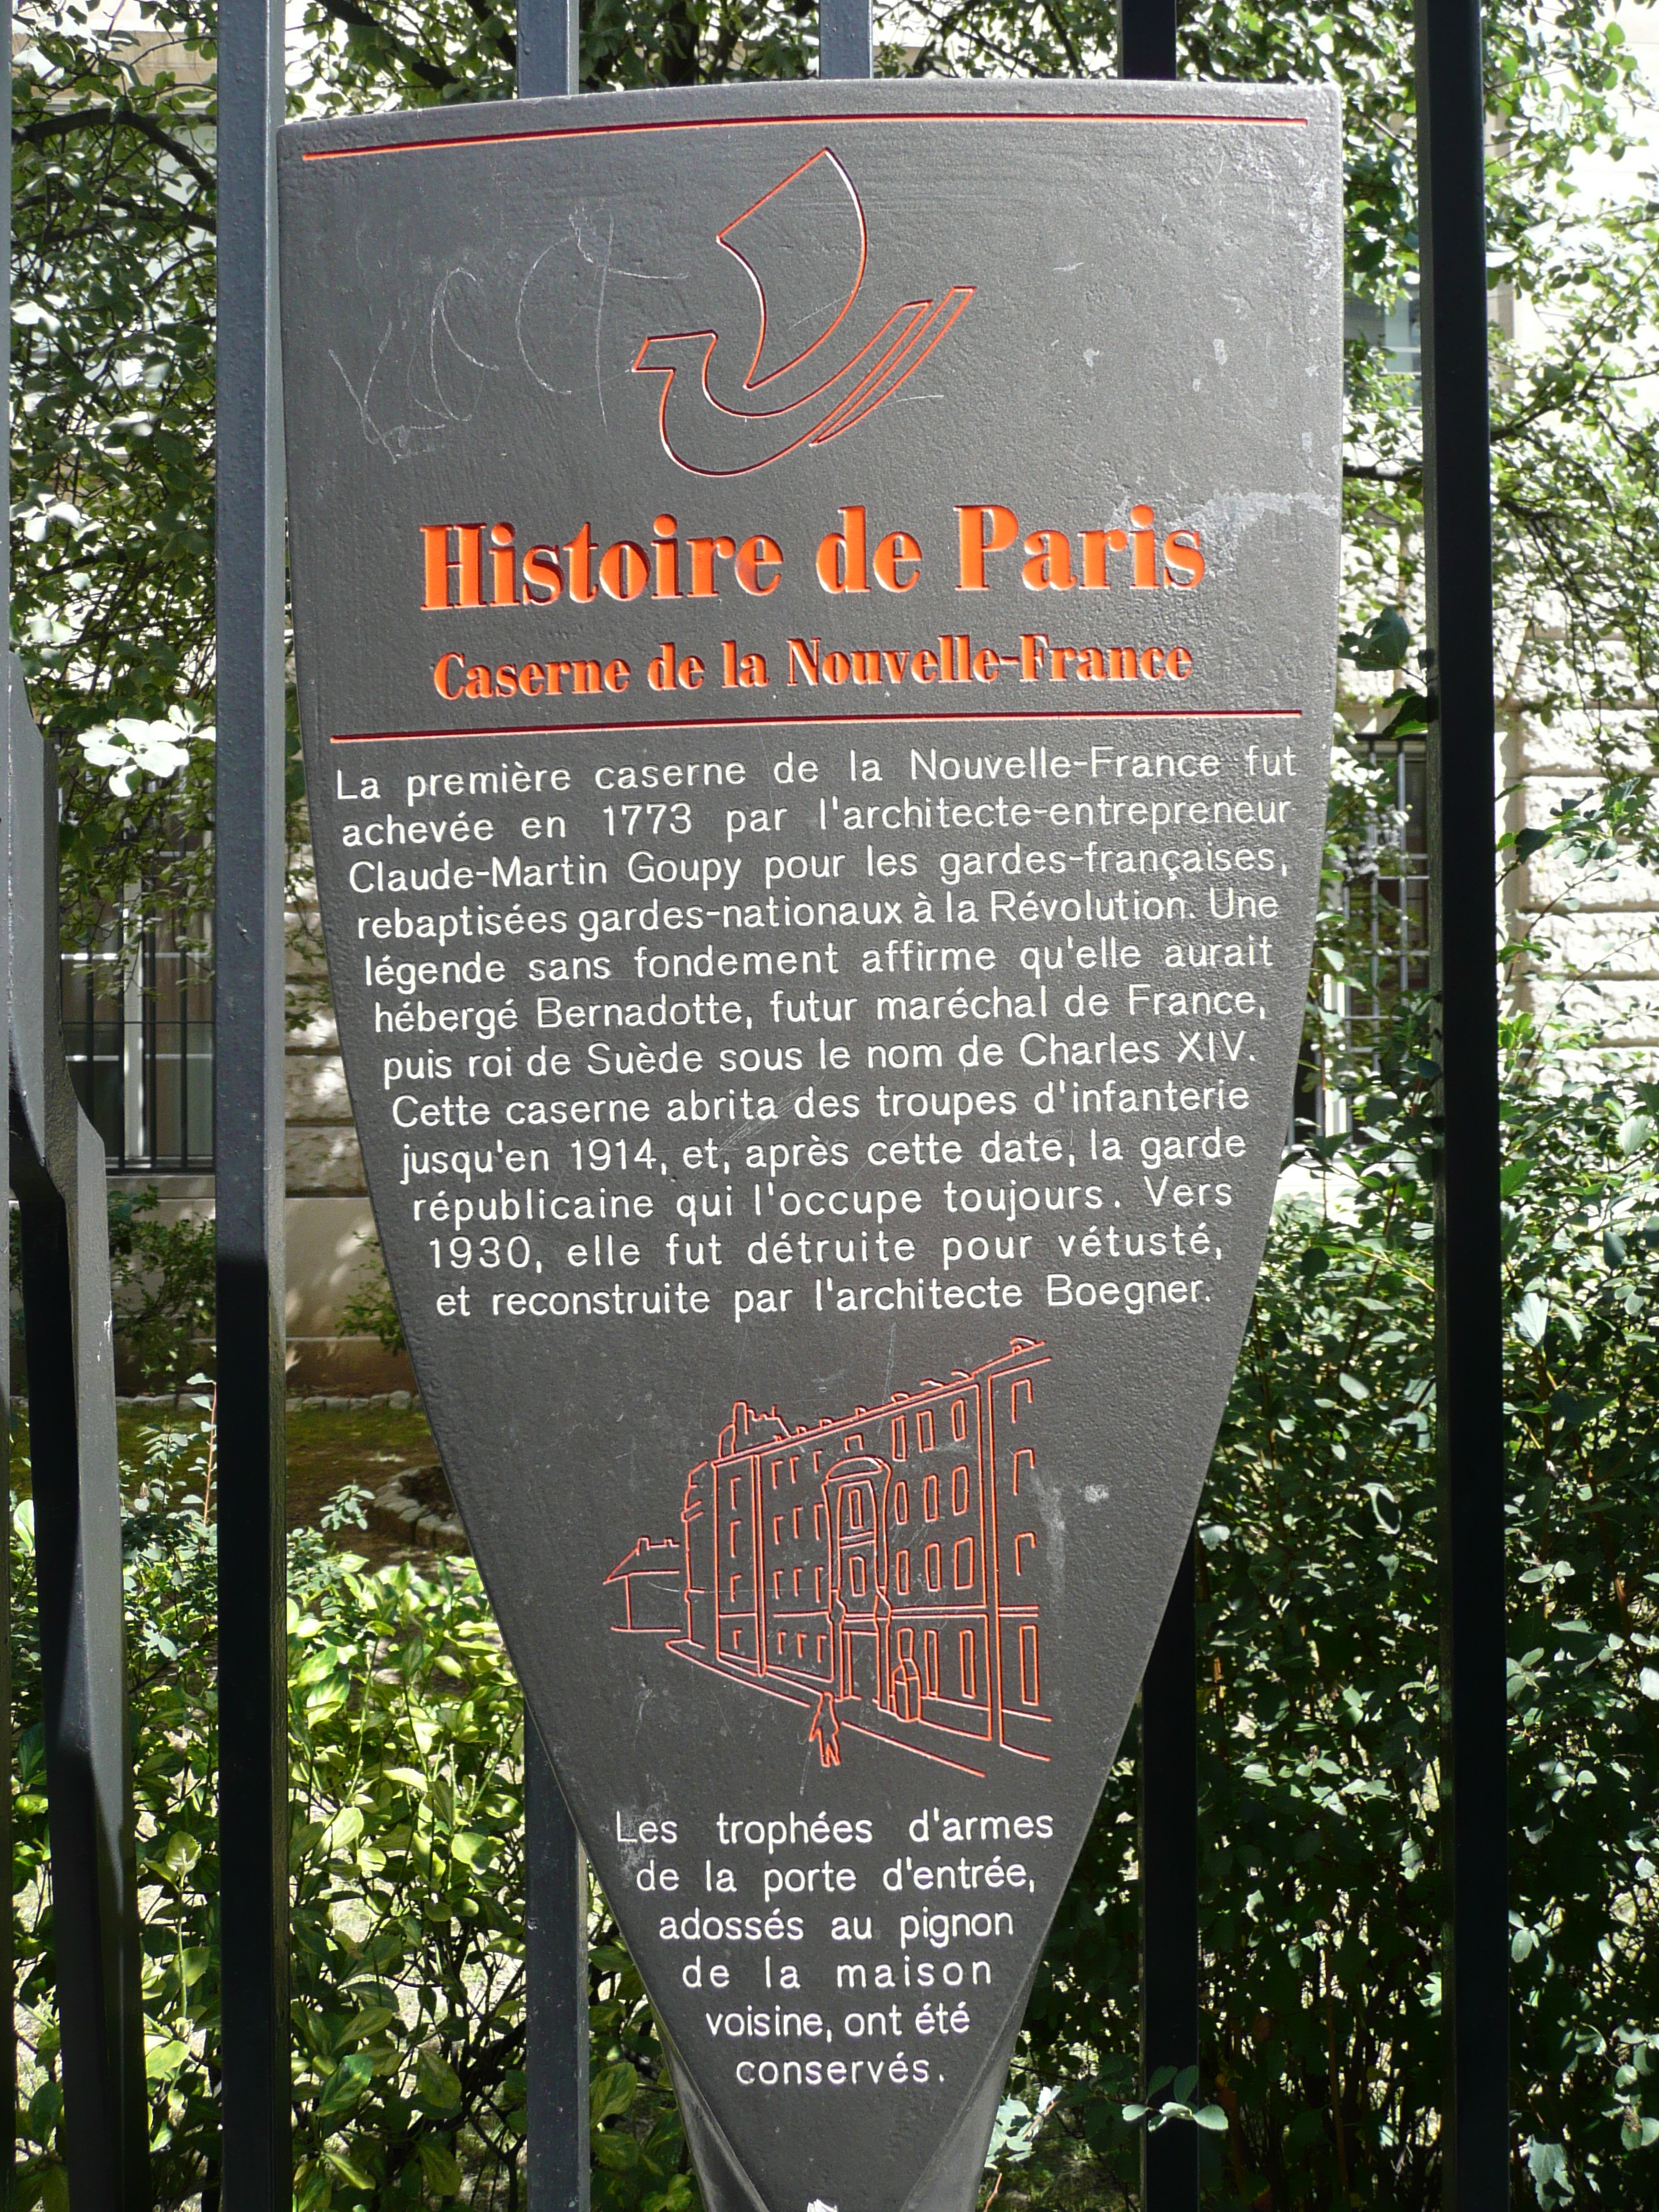 Histoire de Paris
Caserne de la Nouvelle-France
La première caserne de la Nouvelle-France fut
achevée en 1773 par l'architecte-entrepreneur
Claude-Martin Goupy pour les gardes-françaises,
rebaptisées gardes-nationaux à la Révolution. Une
légende sans fondement affirme qu'elle aurait
hébergé Bernadotte, futur maréchal de France,
puis roi de Suède sous le nom de Charles XIV.
Cette caserne abrita des troupes d'infanterie
jusqu'en 1914, et, après cette date, la garde
républicaine qui l'occupe toujours. Vers
1930, elle fut détruite pour vétusté,
et reconstruite par l'architecte Boegner.
Les trophées d'armes
de la porte d'entrée,
adossés au pignon
de la maison
voisine, ont été
conservés.